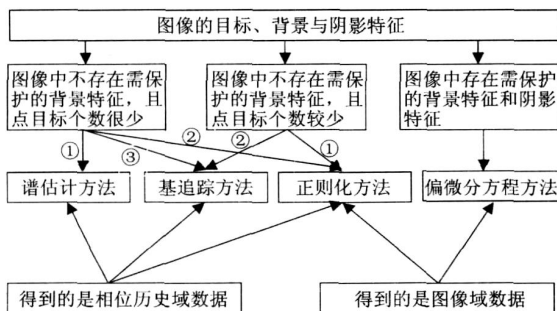 图像的目标、背景与阴影特征
图像中不存在需保
护的背景特征，且
点目标个数很少
图像中不存在需保
护的背景特征，且
点目标个数较少
图像中存在需保护
的背景特征和阴影
特征
①
③
②
②
①
谱估计方法
基追踪方法
正则化方法
偏微分方程方法
得到的是相位历史域数据
得到的是图像域数据